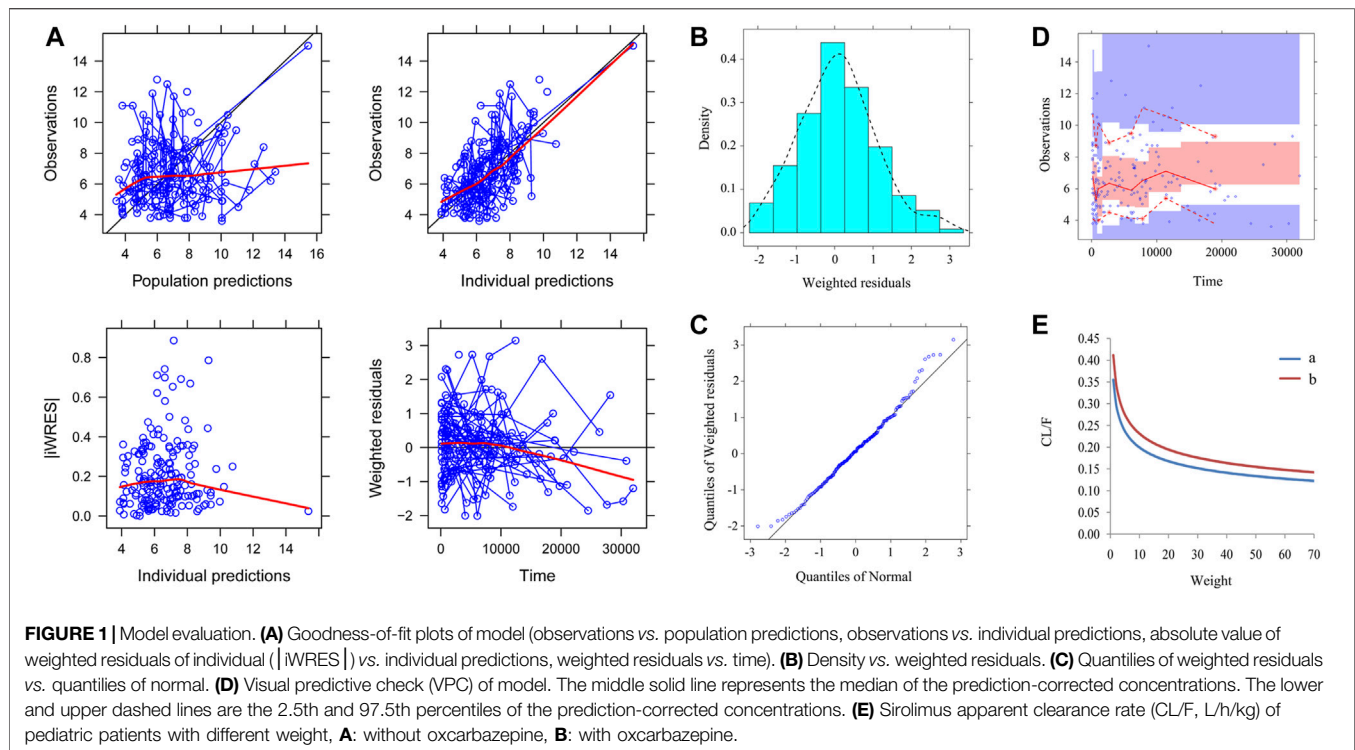 A
14
12
10
8
6
4
Observations
4 6 8 10 12 14 16
Population predictions
14
12
10
8
6
4
Observations
4 6 8 10 12 14
Individual predictions
0.8
0.6
0.4
0.2
0.0
|iWRES|
4 6 8 10 12 14
Individual predictions
3
2
1
0
−1
−2
Weighted residuals
0 10000 20000 30000
Time
B
0.4
0.3
0.2
0.1
0.0
Density
-2 -1 0 1 2 3
Weighted residuals
C
3
2
1
0
-1
-2
Quantiles of Weighted residuals
-3 -2 -1 0 1 2 3
Quantiles of Normal
D
14
12
10
8
6
4
Observations
0 10000 20000 30000
Time
E
0.45
0.40
0.35
0.30
0.25
0.20
0.15
0.10
0.05
0.00
CL/F
a
b
0 10 20 30 40 50 60 70
Weight
FIGURE 1 | Model evaluation. (A) Goodness-of-fit plots of model (observations vs. population predictions, observations vs. individual predictions, absolute value of
weighted residuals of individual (|iWRES|) vs. individual predictions, weighted residuals vs. time). (B) Density vs. weighted residuals. (C) Quantilies of weighted residuals
vs. quantilies of normal. (D) Visual predictive check (VPC) of model. The middle solid line represents the median of the prediction-corrected concentrations. The lower
and upper dashed lines are the 2.5th and 97.5th percentiles of the prediction-corrected concentrations. (E) Sirolimus apparent clearance rate (CL/F, L/h/kg) of
pediatric patients with different weight, A: without oxcarbazepine, B: with oxcarbazepine.